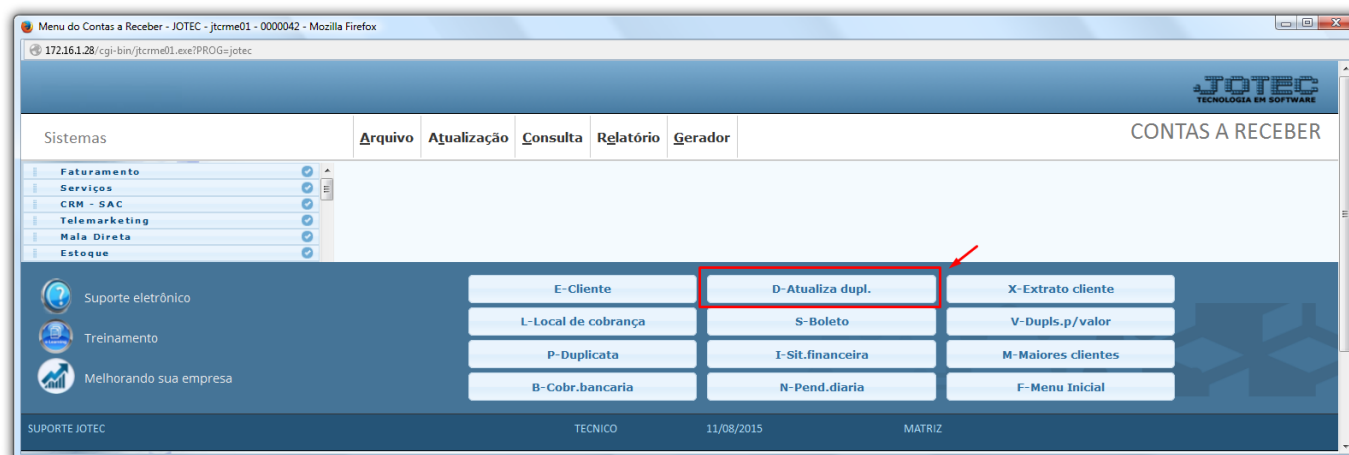 Menu do Contas a Receber - JOTEC - jtcrme01 - 0000042 - Mozilla Firefox
172.16.1.28/cgi-bin/jtcrme01.exe?PROG=jotec
JOTEC
TECNOLOGIA EM SOFTWARE
Sistemas
Arquivo Atualização Consulta Relatório Gerador
CONTAS A RECEBER
Faturamento
Serviços
CRM - SAC
Telemarketing
Mala Direta
Estoque
Suporte eletrônico
Treinamento
Melhorando sua empresa
E-Cliente D-Atualiza dupl. X-Extrato cliente
L-Local de cobrança S-Boleto V-Dupls.p/valor
P-Duplicata I-Sit.financeira M-Maiores clientes
B-Cobr.bancaria N-Pend.diaria F-Menu Inicial
SUPORTE JOTEC TECNICO 11/08/2015 MATRIZ